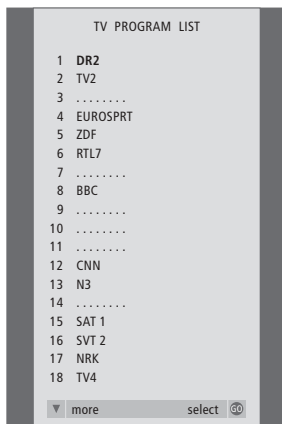 TV PROGRAM LIST
1 DR2
2 TV2
3 . . . . . . . .
4 EUROSPRT
5 ZDF
6 RTL7
7 . . . . . . . .
8 BBC
9 . . . . . . . .
10 . . . . . . . .
11 . . . . . . . .
12 CNN
13 N3
14 . . . . . . . .
15 SAT 1
16 SVT 2
17 NRK
18 TV4
▼ more select GO